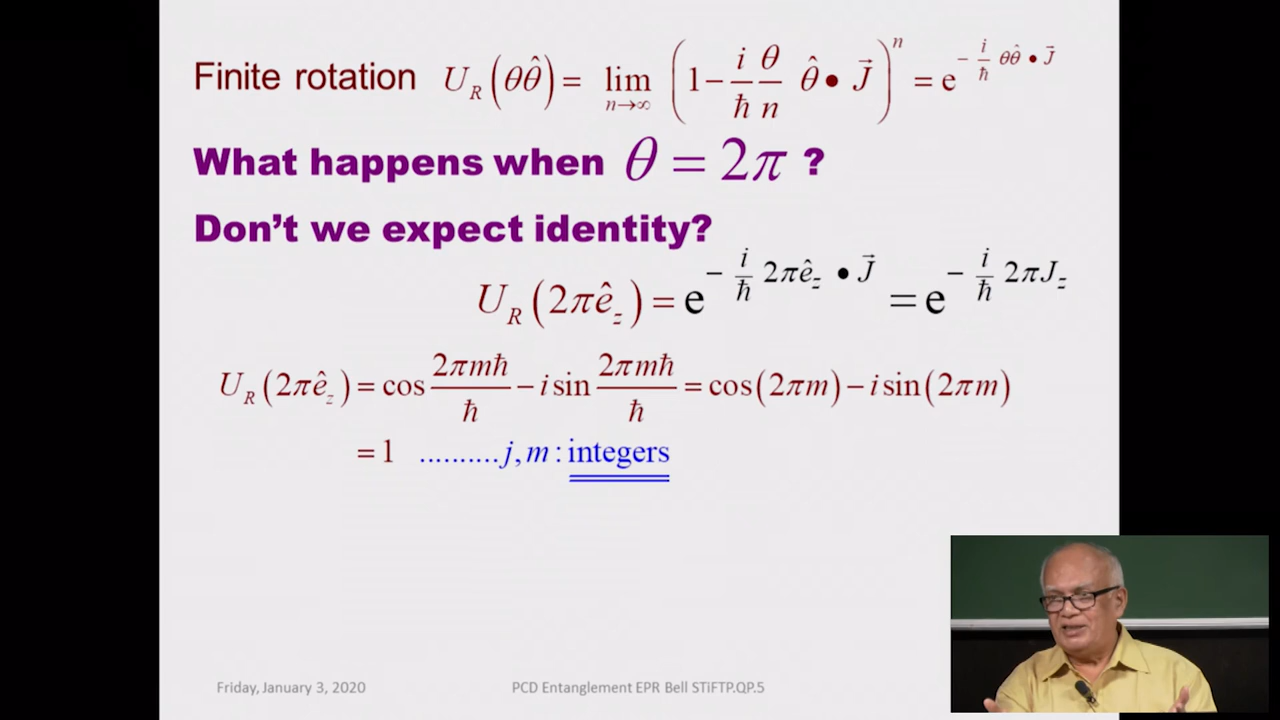 Finite rotation U_R(θθ̂) = lim_{n→∞} (1 − i/ħ θ/n θ̂ • J⃗)^n = e^{− i/ħ θθ̂ • J⃗}
What happens when θ = 2π ?
Don't we expect identity?
U_R(2πê_z) = e^{− i/ħ 2πê_z • J⃗} = e^{− i/ħ 2πJ_z}
U_R(2πê_z) = cos 2πmħ/ħ − i sin 2πmħ/ħ = cos(2πm) − i sin(2πm)
= 1 ..........j, m : integers
Friday, January 3, 2020 PCD Entanglement EPR Bell STiFTP.QP.5